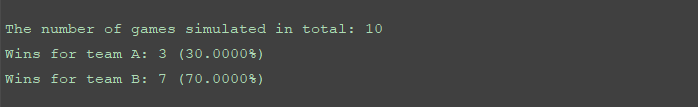 The number of games simulated in total: 10
Wins for team A: 3 (30.0000%)
Wins for team B: 7 (70.0000%)